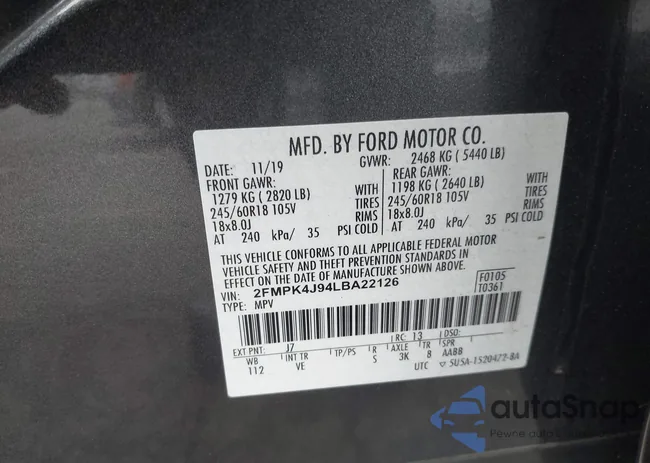 MFD. BY FORD MOTOR CO.
DATE: 11/19 GVWR: 2468 KG ( 5440 LB)
FRONT GAWR: REAR GAWR:
1279 KG ( 2820 LB) WITH 1198 KG ( 2640 LB) WITH
245/60R18 105V TIRES 245/60R18 105V TIRES
18x8.0J RIMS 18x8.0J RIMS
AT 240 kPa/ 35 PSI COLD AT 240 kPa/ 35 PSI COLD
THIS VEHICLE CONFORMS TO ALL APPLICABLE FEDERAL MOTOR
VEHICLE SAFETY AND THEFT PREVENTION STANDARDS IN
EFFECT ON THE DATE OF MANUFACTURE SHOWN ABOVE.
VIN: 2FMPK4J94LBA22126 F0105
TYPE: MPV T0361
EXT PNT: J7 RC: 13 DSO:
WB INT TR TP/PS R AXLE TR SPR
112 VE S 3K 8 AABB
UTC 5U5A-1520472-BA
autoSnap
Pewne auto!